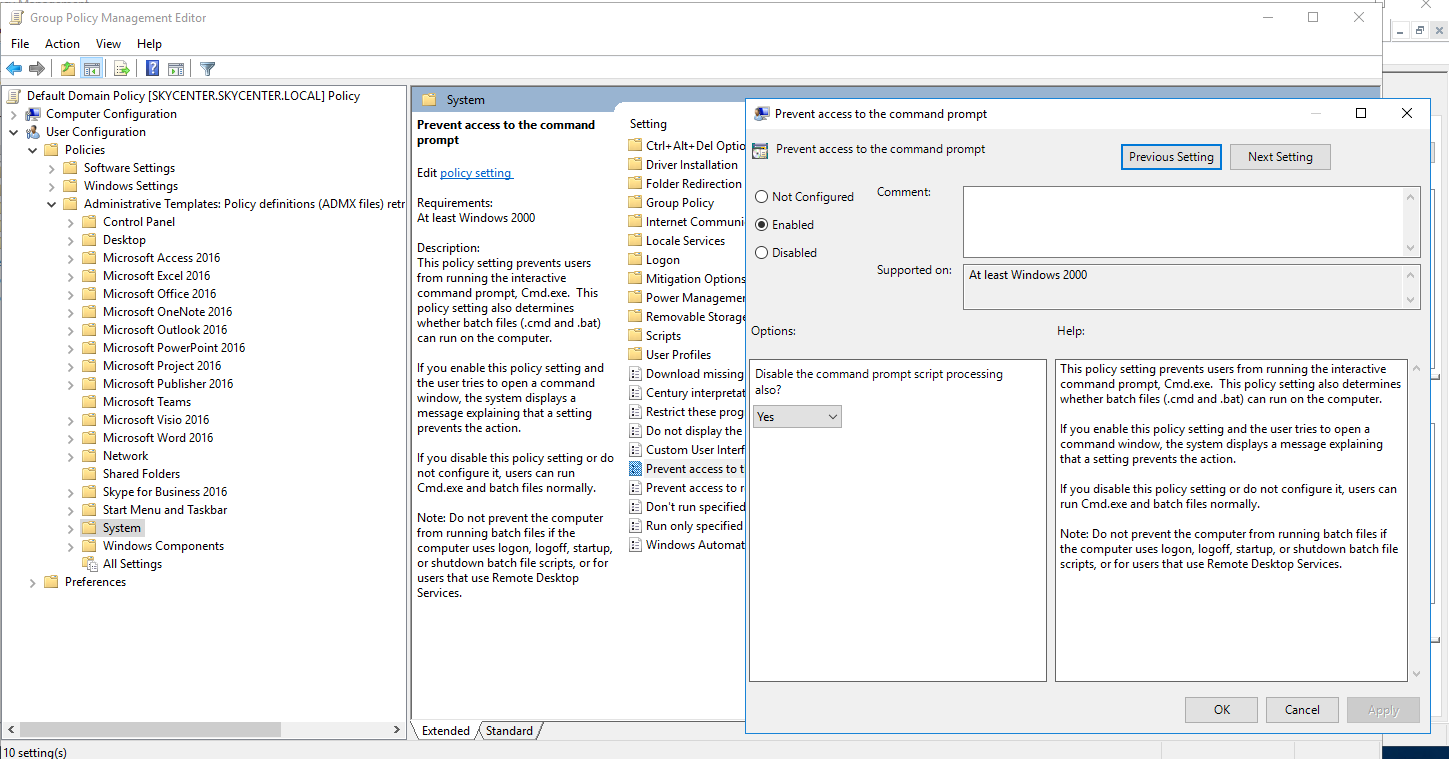 Group Policy Management Editor
File Action View Help
Default Domain Policy [SKYCENTER.SKYCENTER.LOCAL] Policy
Computer Configuration
User Configuration
Policies
Software Settings
Windows Settings
Administrative Templates: Policy definitions (ADMX files) retr
Control Panel
Desktop
Microsoft Access 2016
Microsoft Excel 2016
Microsoft Office 2016
Microsoft OneNote 2016
Microsoft Outlook 2016
Microsoft PowerPoint 2016
Microsoft Project 2016
Microsoft Publisher 2016
Microsoft Teams
Microsoft Visio 2016
Microsoft Word 2016
Network
Shared Folders
Skype for Business 2016
Start Menu and Taskbar
System
Windows Components
All Settings
Preferences
System
Prevent access to the command
prompt
Edit policy setting
Requirements:
At least Windows 2000
Description:
This policy setting prevents users
from running the interactive
command prompt, Cmd.exe. This
policy setting also determines
whether batch files (.cmd and .bat)
can run on the computer.
If you enable this policy setting and
the user tries to open a command
window, the system displays a
message explaining that a setting
prevents the action.
If you disable this policy setting or do
not configure it, users can run
Cmd.exe and batch files normally.
Note: Do not prevent the computer
from running batch files if the
computer uses logon, logoff, startup,
or shutdown batch file scripts, or for
users that use Remote Desktop
Services.
Setting
Ctrl+Alt+Del Optio
Driver Installation
Folder Redirection
Group Policy
Internet Communi
Locale Services
Logon
Mitigation Options
Power Managemer
Removable Storage
Scripts
User Profiles
Download missing
Century interpretat
Restrict these prog
Do not display the
Custom User Interf
Prevent access to t
Prevent access to r
Don't run specified
Run only specified
Windows Automat
Extended Standard
10 setting(s)
Prevent access to the command prompt
Prevent access to the command prompt
Previous Setting Next Setting
Not Configured
Enabled
Disabled
Comment:
Supported on:
At least Windows 2000
Options:
Help:
Disable the command prompt script processing
also?
Yes
This policy setting prevents users from running the interactive
command prompt, Cmd.exe. This policy setting also determines
whether batch files (.cmd and .bat) can run on the computer.
If you enable this policy setting and the user tries to open a
command window, the system displays a message explaining
that a setting prevents the action.
If you disable this policy setting or do not configure it, users can
run Cmd.exe and batch files normally.
Note: Do not prevent the computer from running batch files if
the computer uses logon, logoff, startup, or shutdown batch file
scripts, or for users that use Remote Desktop Services.
OK Cancel Apply